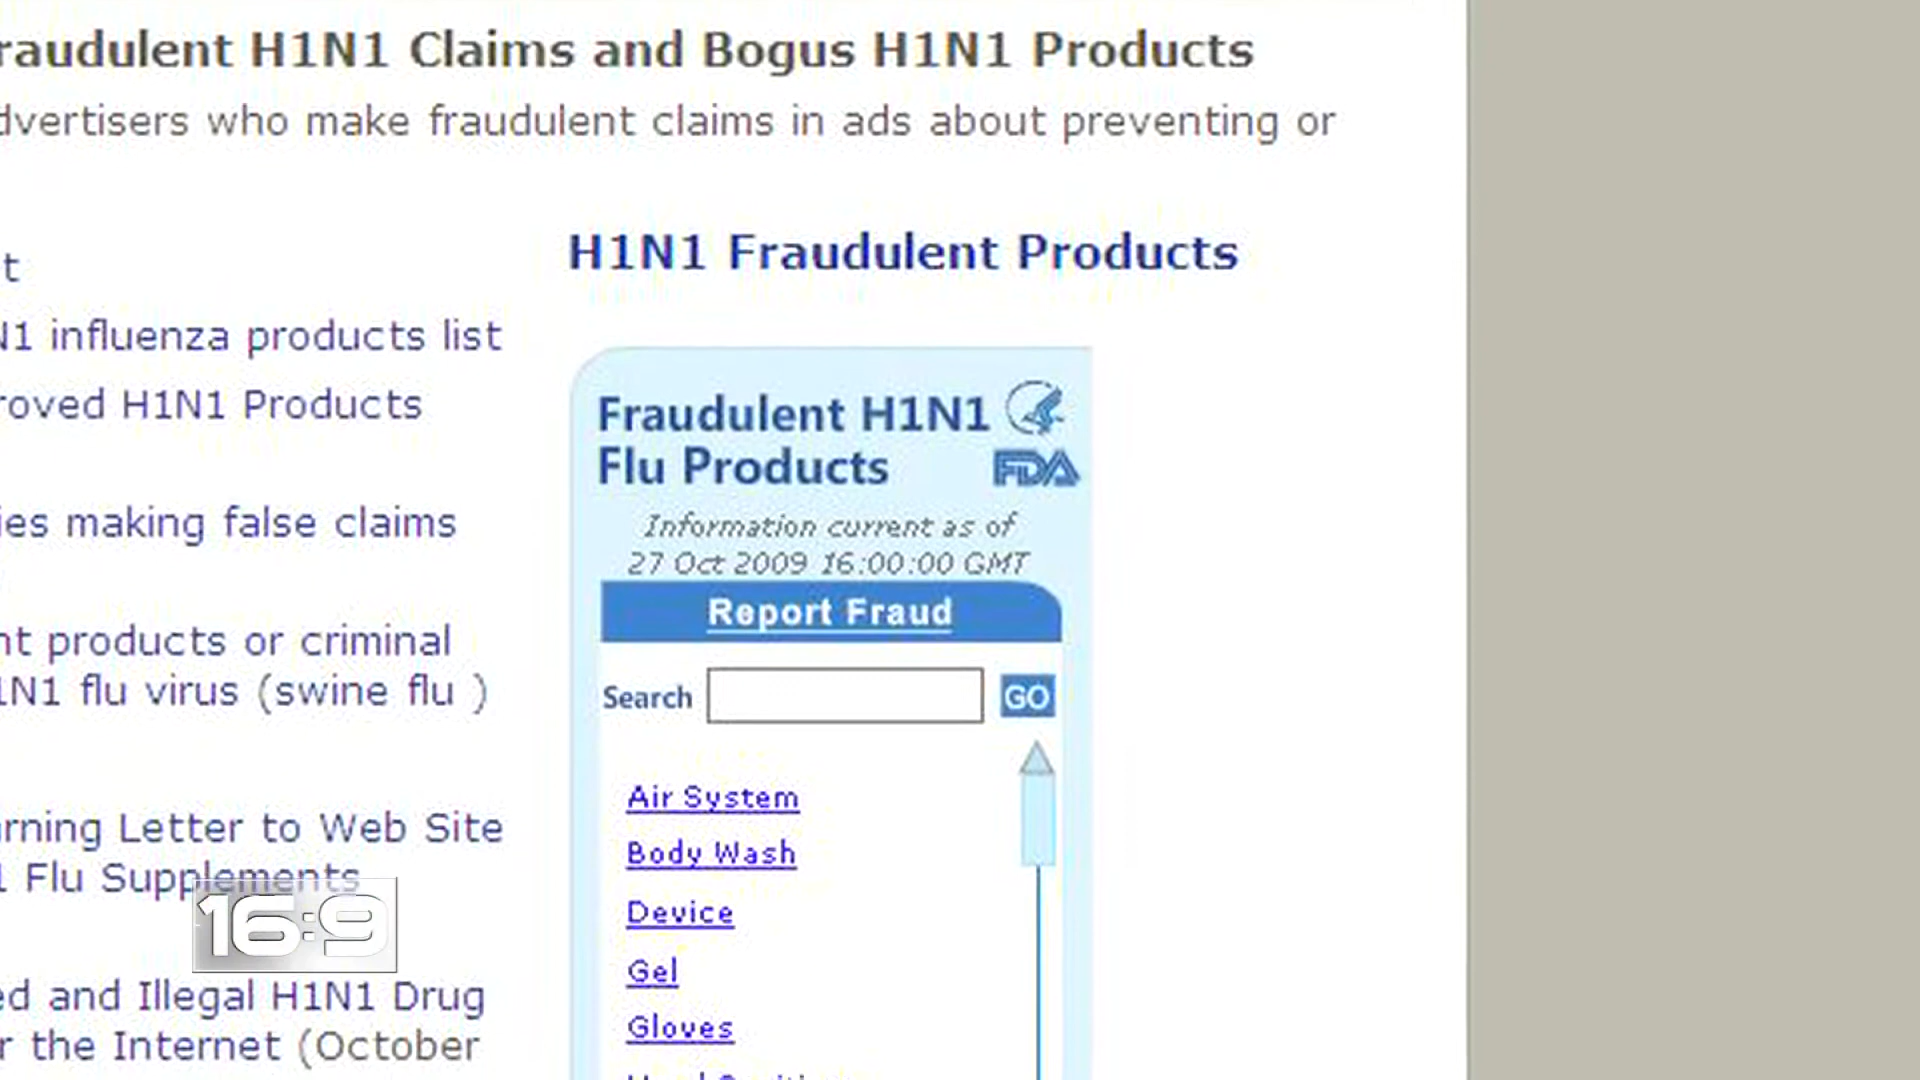 raudulent H1N1 Claims and Bogus H1N1 Products
dvertisers who make fraudulent claims in ads about preventing or
t
N1 influenza products list
roved H1N1 Products
ies making false claims
nt products or criminal
1N1 flu virus (swine flu )
arning Letter to Web Site
1 Flu Supplements
ed and Illegal H1N1 Drug
r the Internet (October
H1N1 Fraudulent Products
Fraudulent H1N1
Flu Products
FDA
Information current as of
27 Oct 2009 16:00:00 GMT
Report Fraud
Search
GO
Air System
Body Wash
Device
Gel
Gloves
16:9